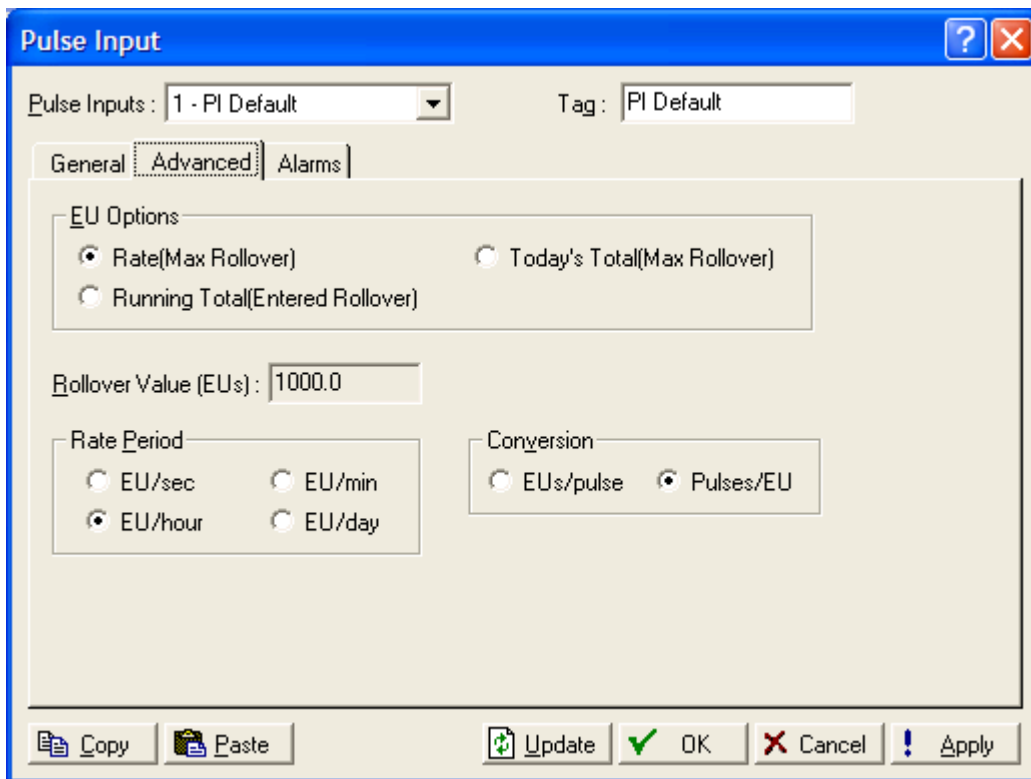 Pulse Input
Pulse Inputs : 1 - PI Default Tag : PI Default
General Advanced Alarms
EU Options
Rate(Max Rollover) Today's Total(Max Rollover)
Running Total(Entered Rollover)
Rollover Value (EUs) : 1000.0
Rate Period Conversion
EU/sec EU/min EUs/pulse Pulses/EU
EU/hour EU/day
Copy Paste Update OK Cancel Apply